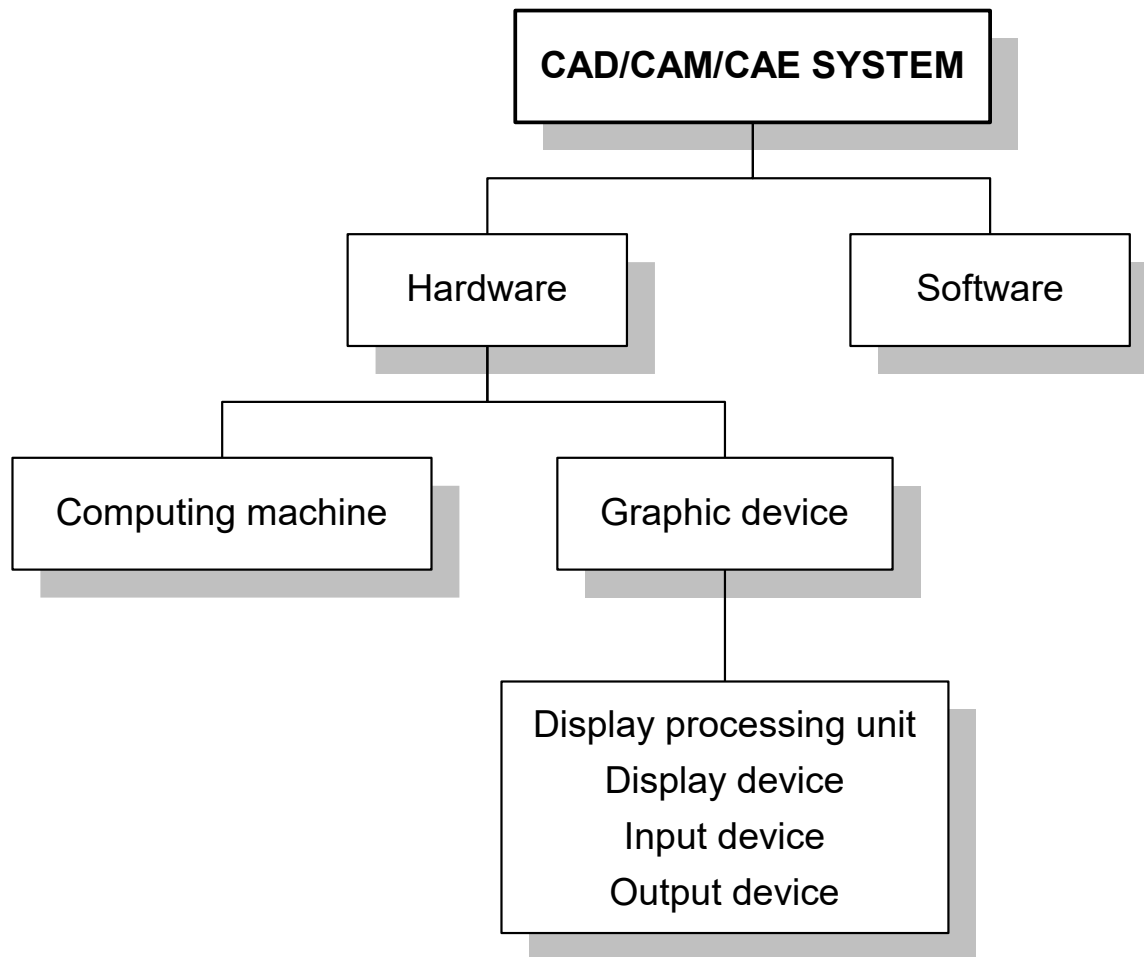 CAD/CAM/CAE SYSTEM
Hardware
Software
Computing machine
Graphic device
Display processing unit
Display device
Input device
Output device